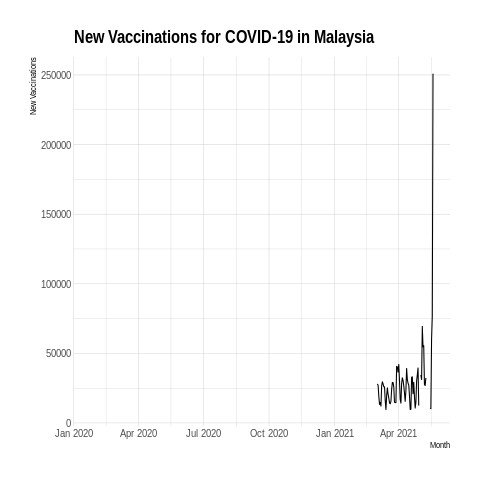 New Vaccinations for COVID-19 in Malaysia
New Vaccinations
250000
200000
150000
100000
50000
0
Jan 2020 Apr 2020 Jul 2020 Oct 2020 Jan 2021 Apr 2021
Month